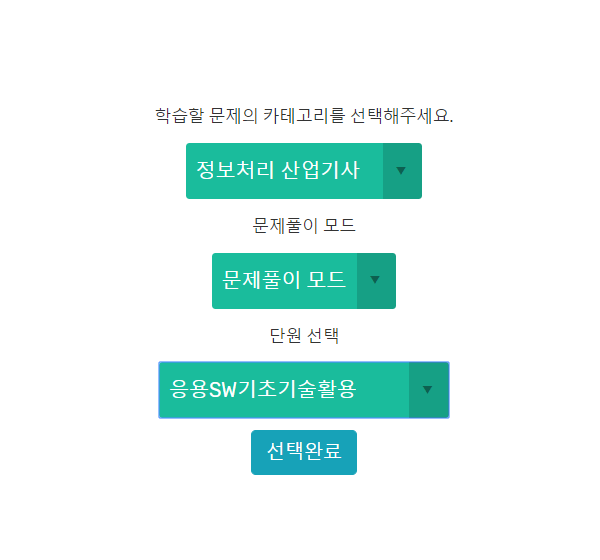 학습할 문제의 카테고리를 선택해주세요.
정보처리 산업기사
문제풀이 모드
문제풀이 모드
단원 선택
응용SW기초기술활용
선택완료